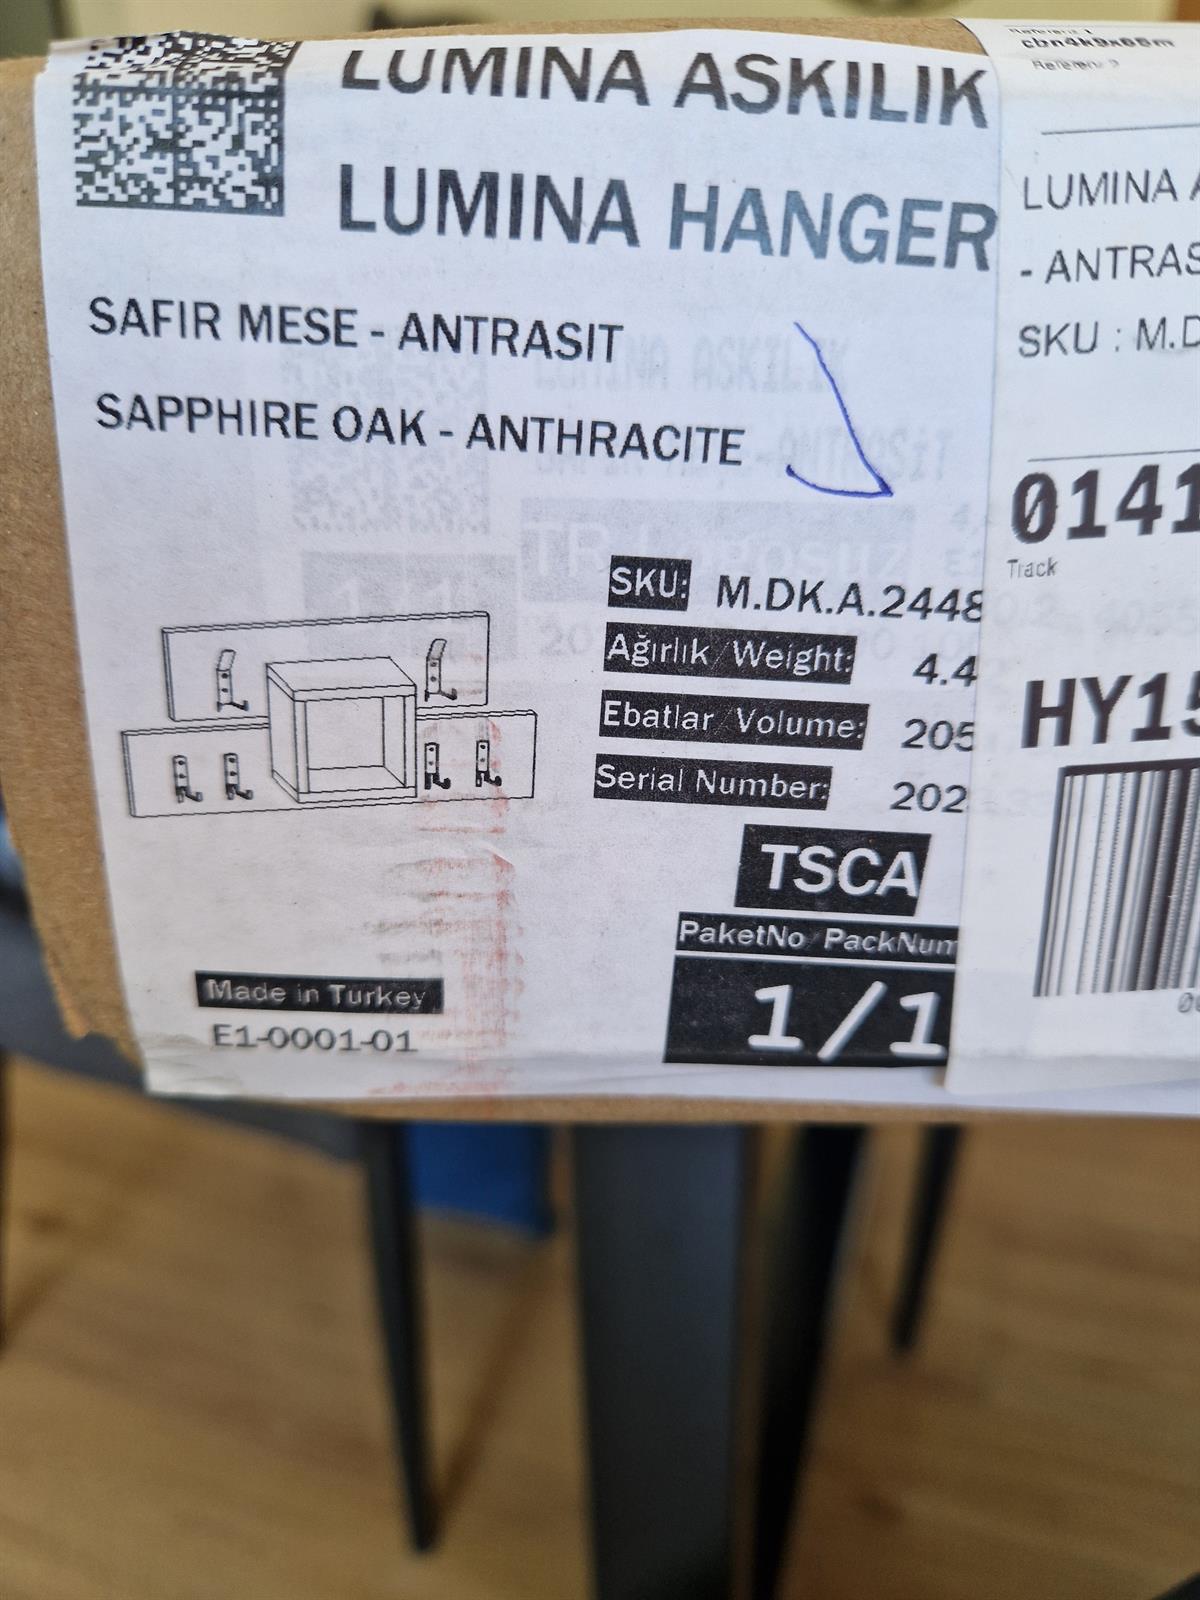 LUMINA ASKILIK
LUMINA HANGER
SAFIR MESE - ANTRASIT
SAPPHIRE OAK - ANTHRACITE
SKU: M.DK.A.2448
Ağırlık/Weight: 4.4
Ebatlar/Volume: 205
Serial Number: 202
TSCA
PaketNo/PackNum
1/1
Made in Turkey
E1-0001-01
cbn4k9x66m
LUMINA
- ANTRAS
SKU : M.D
0141
Track
HY15